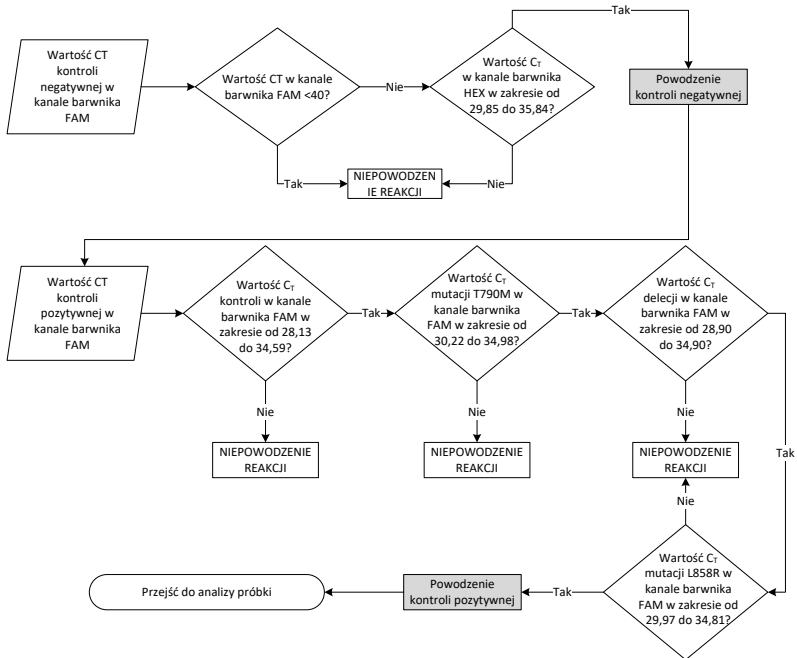 Tak
Wartość CT
kontroli
negatywnej w
kanale barwnika
FAM
Wartość CT w kanale
barwnika FAM <40?
Nie
Wartość CT
w kanale barwnika
HEX w zakresie od
29,85 do 35,84?
Powodzenie
kontroli negatywnej
Tak
NIEPOWODZEN
IE REAKCJI
Nie
Wartość CT
kontroli
pozytywnej w
kanale barwnika
FAM
Wartość CT
kontroli w kanale
barwnika FAM w
zakresie od 28,13
do 34,59?
Tak
Wartość CT
mutacji T790M w
kanale barwnika
FAM w zakresie od
30,22 do 34,98?
Tak
Wartość CT
delecji w kanale
barwnika FAM w
zakresie od 28,90
do 34,90?
Nie
Nie
Nie
NIEPOWODZENIE
REAKCJI
NIEPOWODZENIE
REAKCJI
NIEPOWODZENIE
REAKCJI
Tak
Nie
Wartość CT
mutacji L858R w
kanale barwnika
FAM w zakresie od
29,97 do 34,81?
Tak
Powodzenie
kontroli pozytywnej
Przejść do analizy próbki